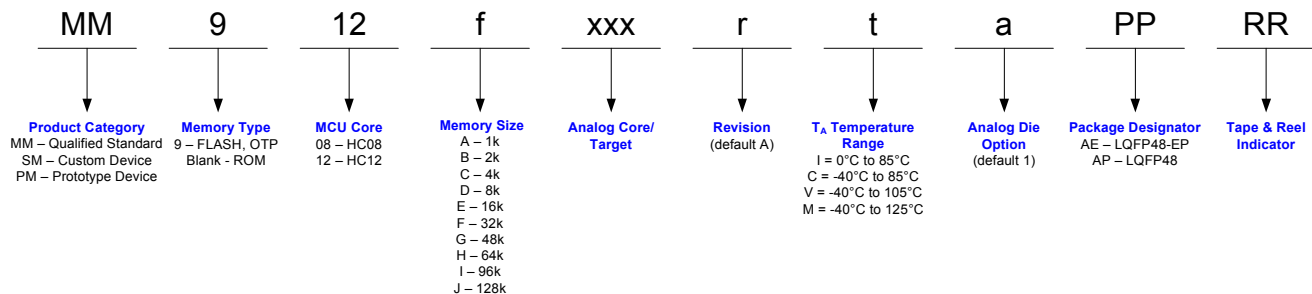 MM 9 12 f xxx r t a PP RR
Product Category
MM – Qualified Standard
SM – Custom Device
PM – Prototype Device
Memory Type
9 – FLASH, OTP
Blank - ROM
MCU Core
08 – HC08
12 – HC12
Memory Size
A – 1k
B – 2k
C – 4k
D – 8k
E – 16k
F – 32k
G – 48k
H – 64k
I – 96k
J – 128k
Analog Core/
Target
Revision
(default A)
TA Temperature
Range
I = 0°C to 85°C
C = -40°C to 85°C
V = -40°C to 105°C
M = -40°C to 125°C
Analog Die
Option
(default 1)
Package Designator
AE – LQFP48-EP
AP – LQFP48
Tape & Reel
Indicator